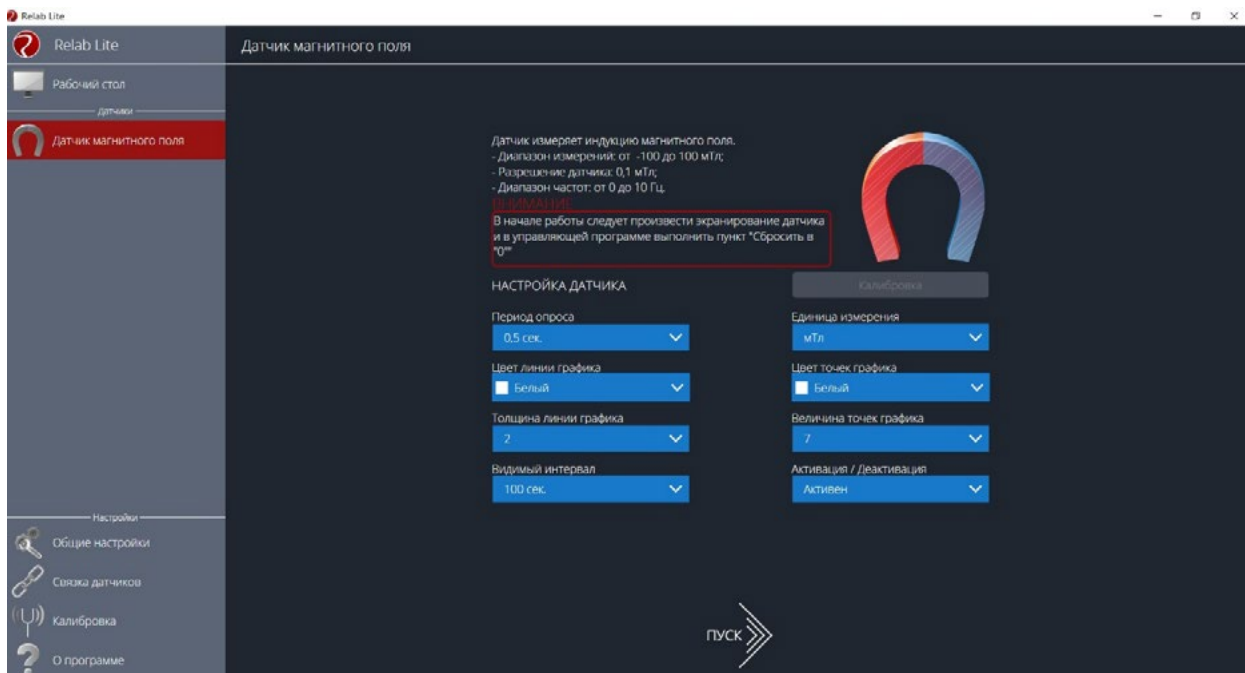 Relab Lite
Relab Lite
Датчик магнитного поля
Рабочий стол
Датчики
Датчик магнитного поля
Датчик измеряет индукцию магнитного поля.
- Диапазон измерений: от -100 до 100 мТл;
- Разрешение датчика: 0,1 мТл;
- Диапазон частот: от 0 до 10 Гц.
ВНИМАНИЕ
В начале работы следует произвести экранирование датчика
и в управляющей программе выполнить пункт "Сбросить в
"0""
НАСТРОЙКА ДАТЧИКА
Калибровка
Период опроса
0,5 сек.
Единица измерения
мТл
Цвет линии графика
Белый
Цвет точек графика
Белый
Толщина линии графика
2
Величина точек графика
7
Видимый интервал
100 сек.
Активация / Деактивация
Активен
Настройки
Общие настройки
Связка датчиков
Калибровка
О программе
ПУСК